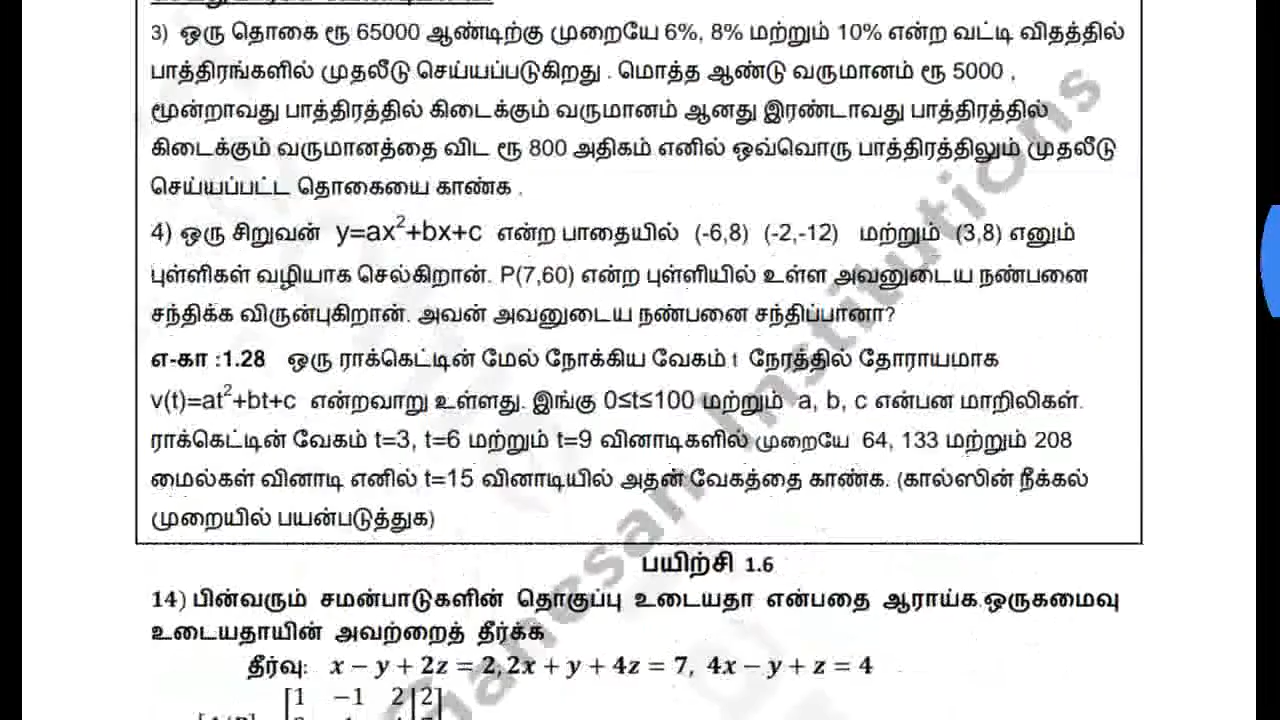 3) ஒரு தொகை ரூ 65000 ஆண்டிற்கு முறையே 6%, 8% மற்றும் 10% என்ற வட்டி விதத்தில்
பாத்திரங்களில் முதலீடு செய்யப்படுகிறது . மொத்த ஆண்டு வருமானம் ரூ 5000 ,
மூன்றாவது பாத்திரத்தில் கிடைக்கும் வருமானம் ஆனது இரண்டாவது பாத்திரத்தில்
கிடைக்கும் வருமானத்தை விட ரூ 800 அதிகம் எனில் ஒவ்வொரு பாத்திரத்திலும் முதலீடு
செய்யப்பட்ட தொகையை காண்க .
4) ஒரு சிறுவன் y=ax²+bx+c என்ற பாதையில் (-6,8) (-2,-12) மற்றும் (3,8) எனும்
புள்ளிகள் வழியாக செல்கிறான். P(7,60) என்ற புள்ளியில் உள்ள அவனுடைய நண்பனை
சந்திக்க விருன்புகிறான். அவன் அவனுடைய நண்பனை சந்திப்பானா?
எ-கா :1.28 ஒரு ராக்கெட்டின் மேல் நோக்கிய வேகம் t நேரத்தில் தோராயமாக
v(t)=at²+bt+c என்றவாறு உள்ளது. இங்கு 0≤t≤100 மற்றும் a, b, c என்பன மாறிலிகள்.
ராக்கெட்டின் வேகம் t=3, t=6 மற்றும் t=9 வினாடிகளில் முறையே 64, 133 மற்றும் 208
மைல்கள் வினாடி எனில் t=15 வினாடியில் அதன் வேகத்தை காண்க. (கால்ஸின் நீக்கல்
முறையில் பயன்படுத்துக)
பயிற்சி 1.6
14) பின்வரும் சமன்பாடுகளின் தொகுப்பு உடையதா என்பதை ஆராய்க.ஒருகமைவு
உடையதாயின் அவற்றைத் தீர்க்க
தீர்வு: x − y + 2z = 2, 2x + y + 4z = 7, 4x − y + z = 4
1 −1 2 | 2
Ganesan Institutions